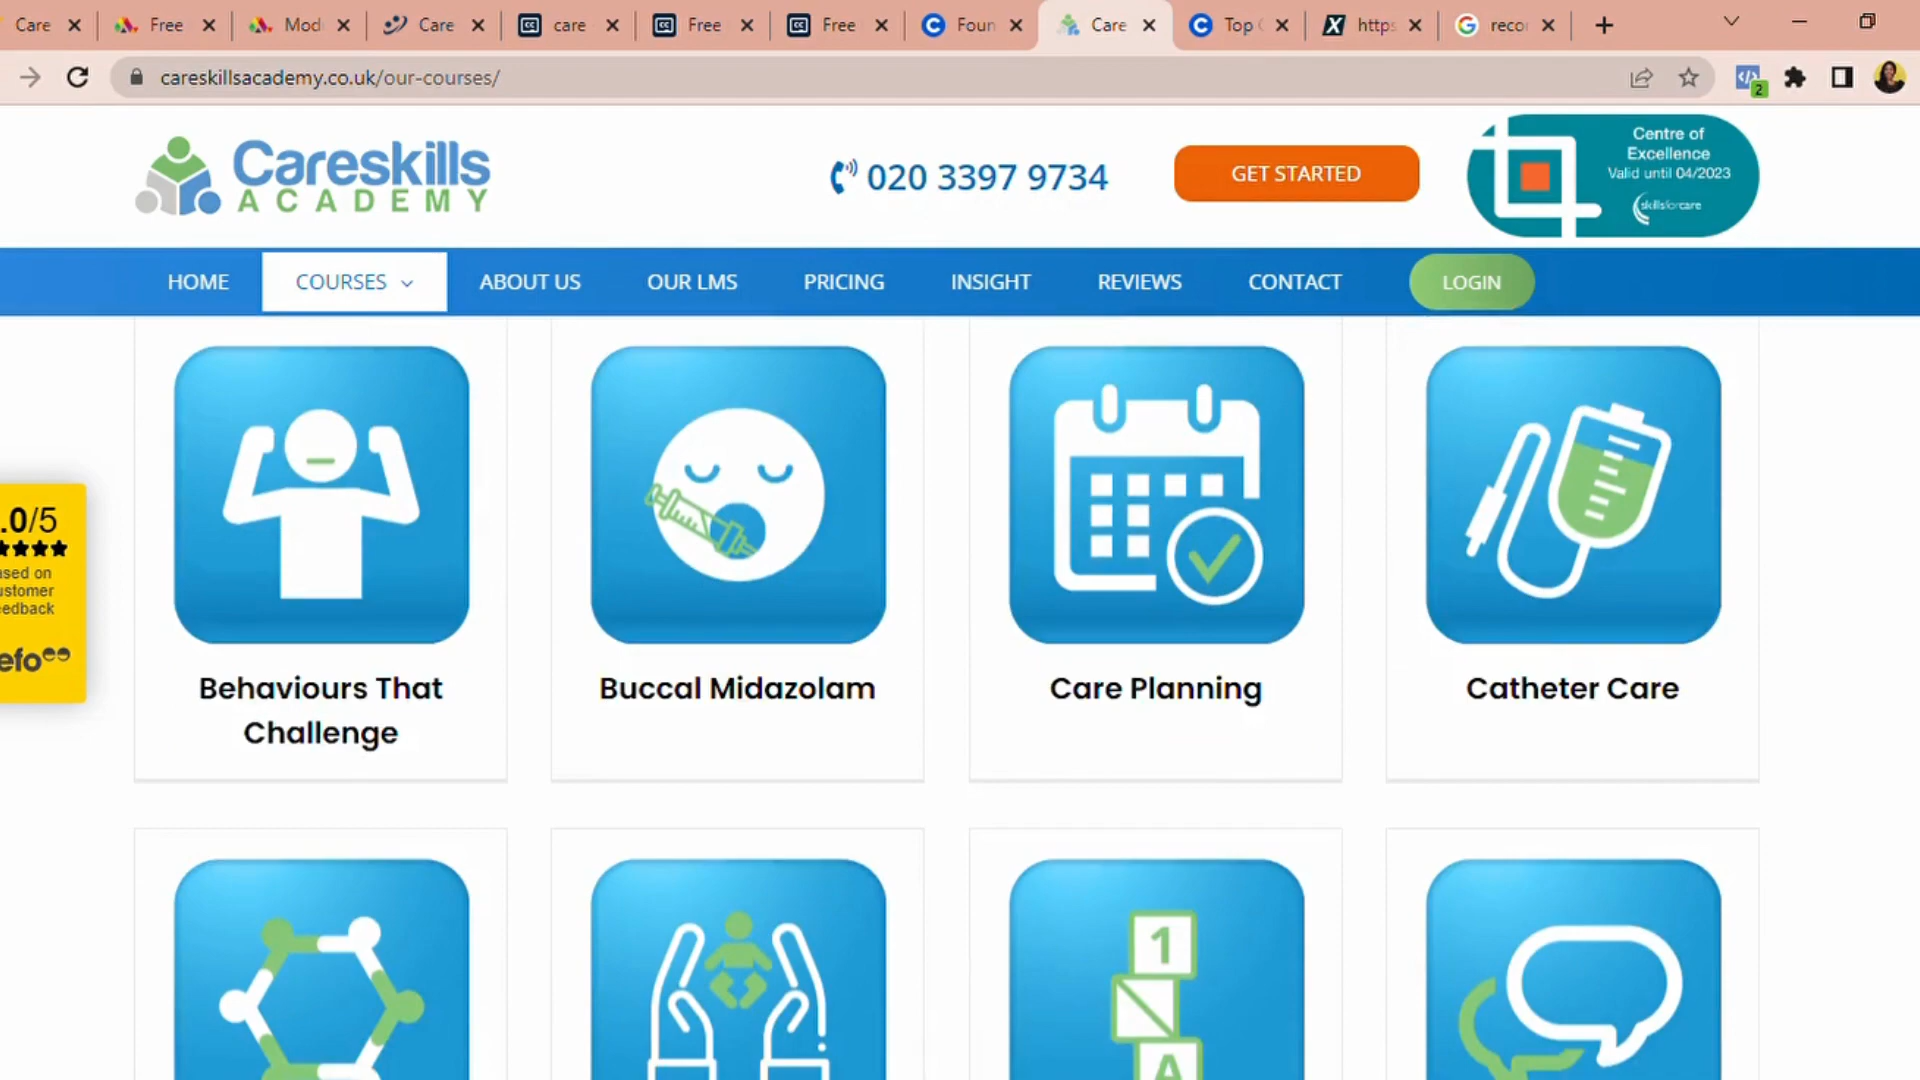 Care
Free
Mod
Care
care
Free
Free
Foun
Care
Top
https
reco
careskillsacademy.co.uk/our-courses/
2
Careskills
ACADEMY
020 3397 9734
GET STARTED
Centre of
Excellence
Valid until 04/2023
skillsforcare
HOME
COURSES
ABOUT US
OUR LMS
PRICING
INSIGHT
REVIEWS
CONTACT
LOGIN
.0/5
ased on
ustomer
eedback
efo
Behaviours That
Challenge
Buccal Midazolam
Care Planning
Catheter Care
1
A